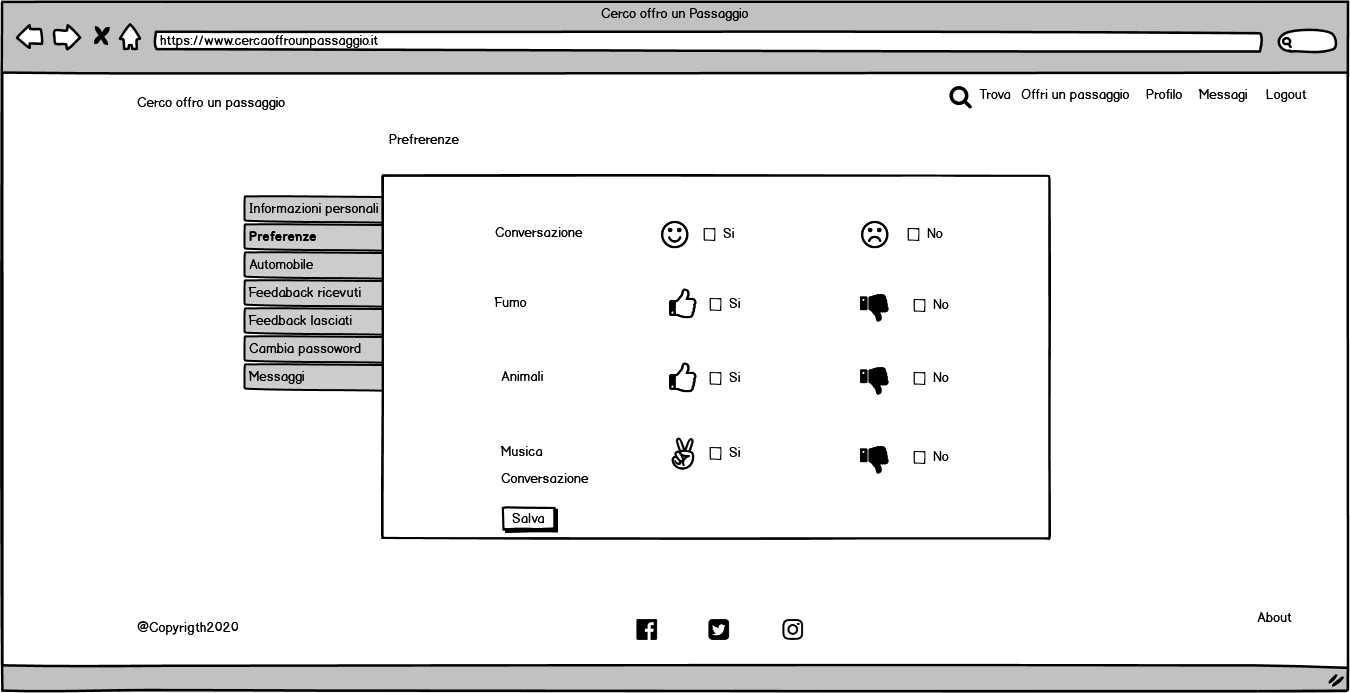 Cerco offro un Passaggio
https://www.cercaoffrounpassaggio.it
Cerco offro un passaggio
Trova Offri un passaggio Profilo Messagi Logout
Prefrerenze
Informazioni personali
Preferenze
Automobile
Feedaback ricevuti
Feedback lasciati
Cambia passoword
Messaggi
Conversazione Si No
Fumo Si No
Animali Si No
Musica Si No
Conversazione
Salva
@Copyrigth2020
About